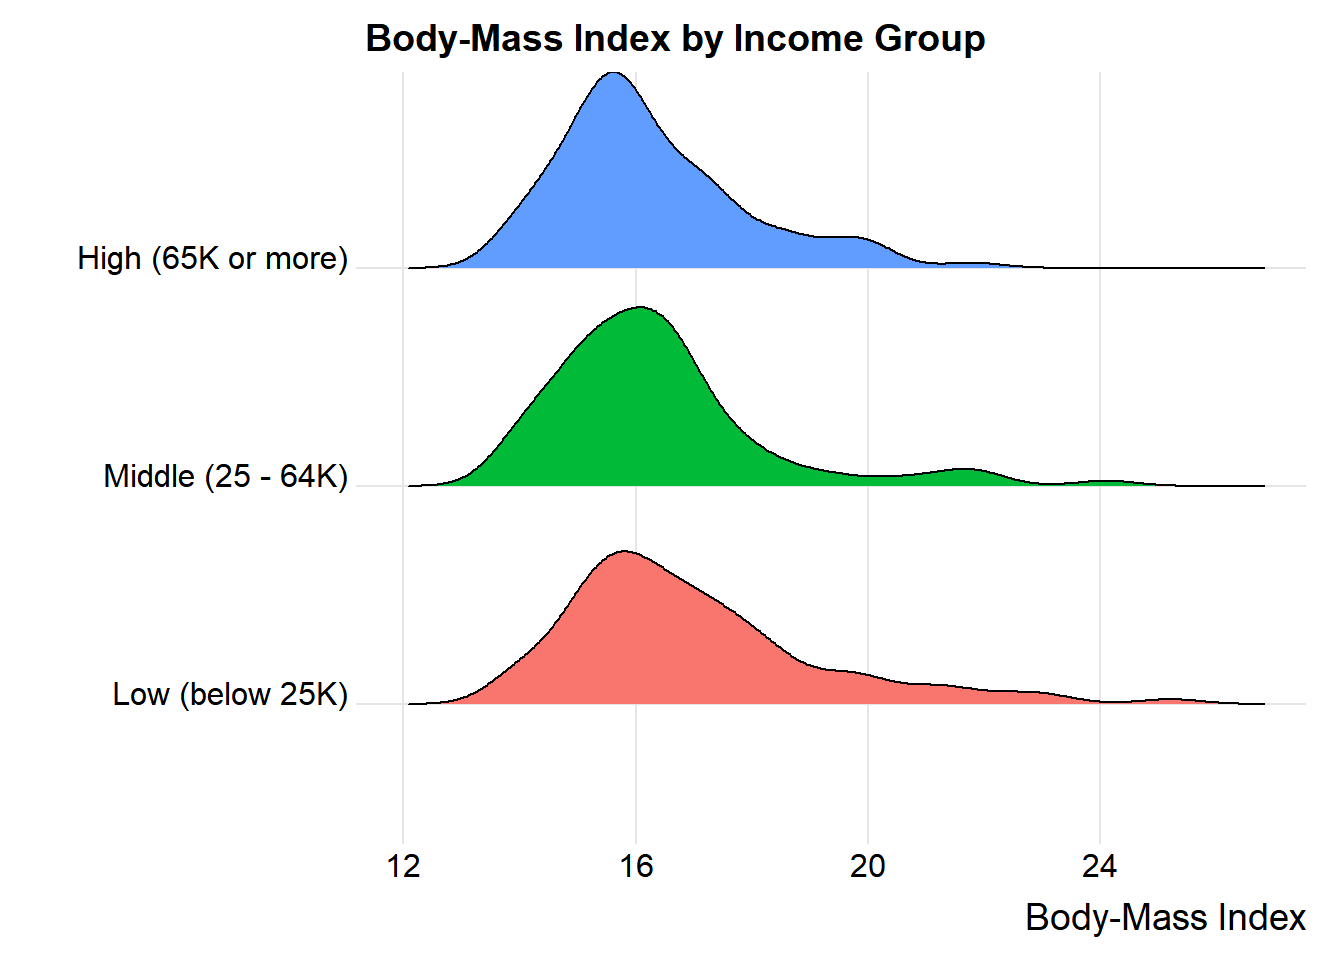 Body-Mass Index by Income Group
High (65K or more)
Middle (25 - 64K)
Low (below 25K)
12 16 20 24
Body-Mass Index